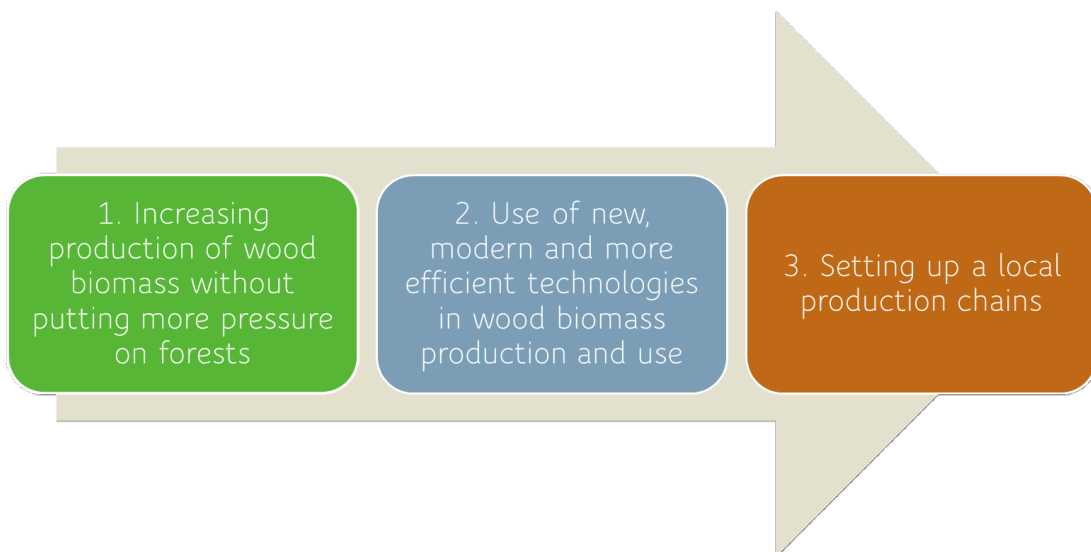 1. Increasing
production of wood
biomass without
putting more pressure
on forests
2. Use of new,
modern and more
efficient technologies
in wood biomass
production and use
3. Setting up a local
production chains